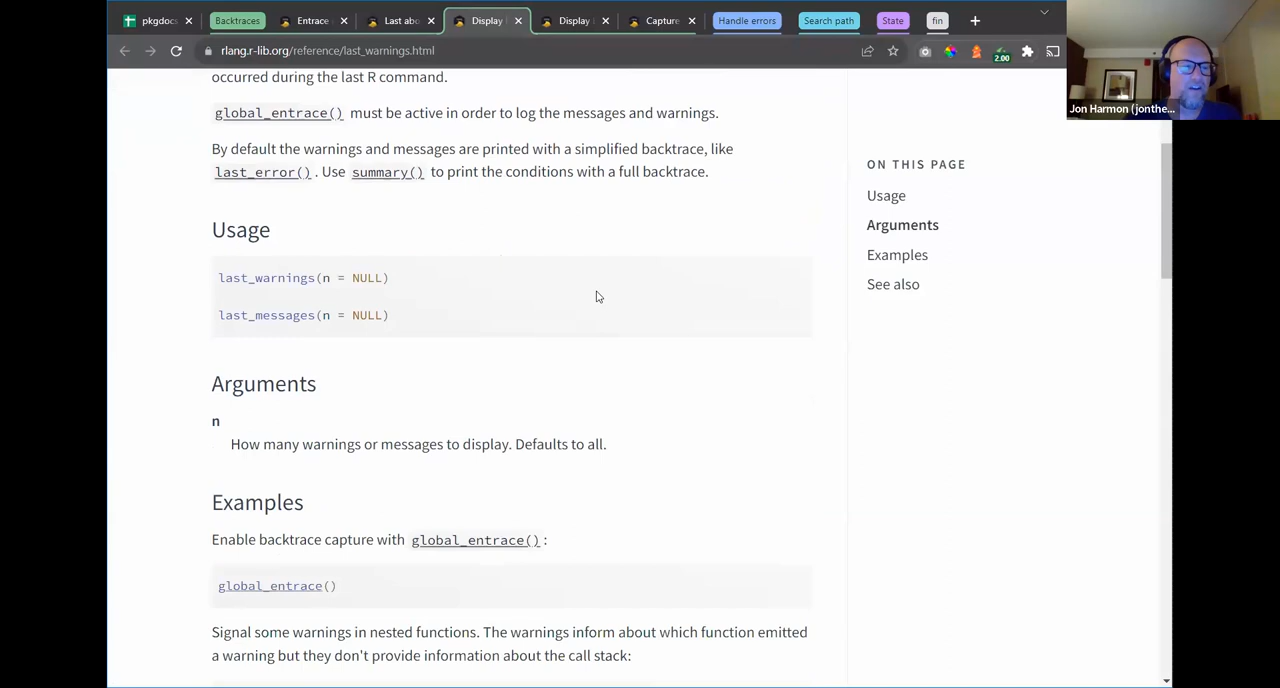 pkgdocs
Backtraces
Entrace
Last abo
Display
Display
Capture
Handle errors
Search path
State
fin
rlang.r-lib.org/reference/last_warnings.html
2.00
Jon Harmon (jonthe...
occurred during the last R command.
global_entrace() must be active in order to log the messages and warnings.
By default the warnings and messages are printed with a simplified backtrace, like
last_error() . Use summary() to print the conditions with a full backtrace.
Usage
last_warnings(n = NULL)
last_messages(n = NULL)
Arguments
n
How many warnings or messages to display. Defaults to all.
Examples
Enable backtrace capture with global_entrace() :
global_entrace()
Signal some warnings in nested functions. The warnings inform about which function emitted
a warning but they don't provide information about the call stack:
ON THIS PAGE
Usage
Arguments
Examples
See also